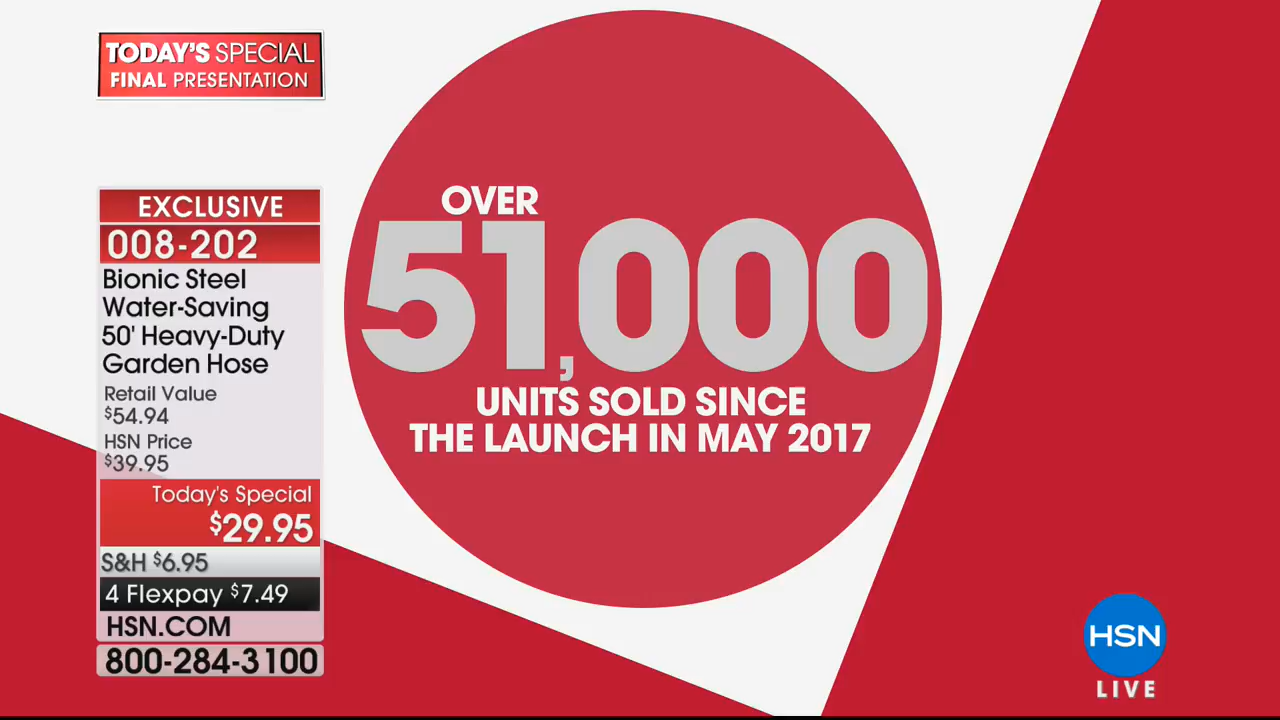 TODAY'S SPECIAL
FINAL PRESENTATION
EXCLUSIVE
008-202
Bionic Steel
Water-Saving
50' Heavy-Duty
Garden Hose
Retail Value
$54.94
HSN Price
$39.95
Today's Special
$29.95
S&H $6.95
4 Flexpay $7.49
HSN.COM
800-284-3100
OVER
51,000
UNITS SOLD SINCE
THE LAUNCH IN MAY 2017
HSN
LIVE